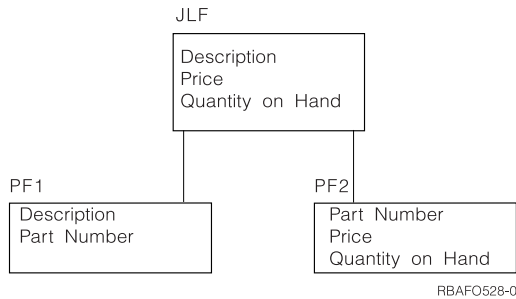 JLF
Description
Price
Quantity on Hand
PF1
Description
Part Number
PF2
Part Number
Price
Quantity on Hand
RBAFO528-0